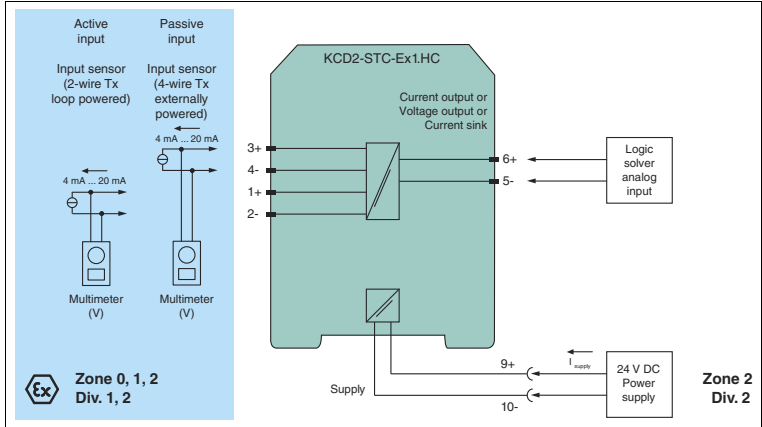 Active
input
Passive
input
Input sensor
(2-wire Tx
loop powered)
Input sensor
(4-wire Tx
externally
powered)
4 mA ... 20 mA
4 mA ... 20 mA
Multimeter
(V)
Multimeter
(V)
Zone 0, 1, 2
Div. 1, 2
KCD2-STC-Ex1.HC
Current output or
Voltage output or
Current sink
3+
4-
1+
2-
6+
5-
Logic
solver
analog
input
Supply
9+
10-
I supply
24 V DC
Power
supply
Zone 2
Div. 2
εx